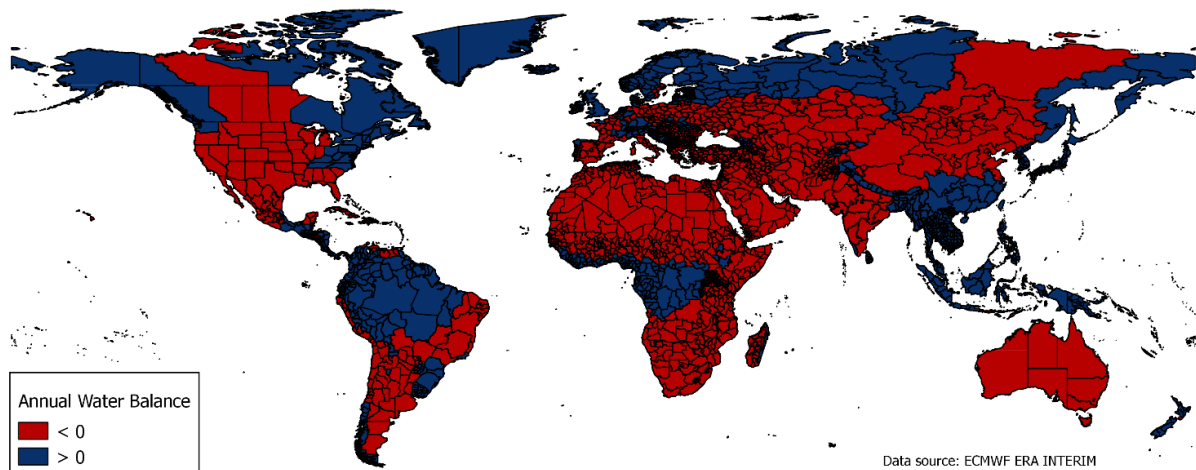 Annual Water Balance
< 0
> 0
Data source: ECMWF ERA INTERIM